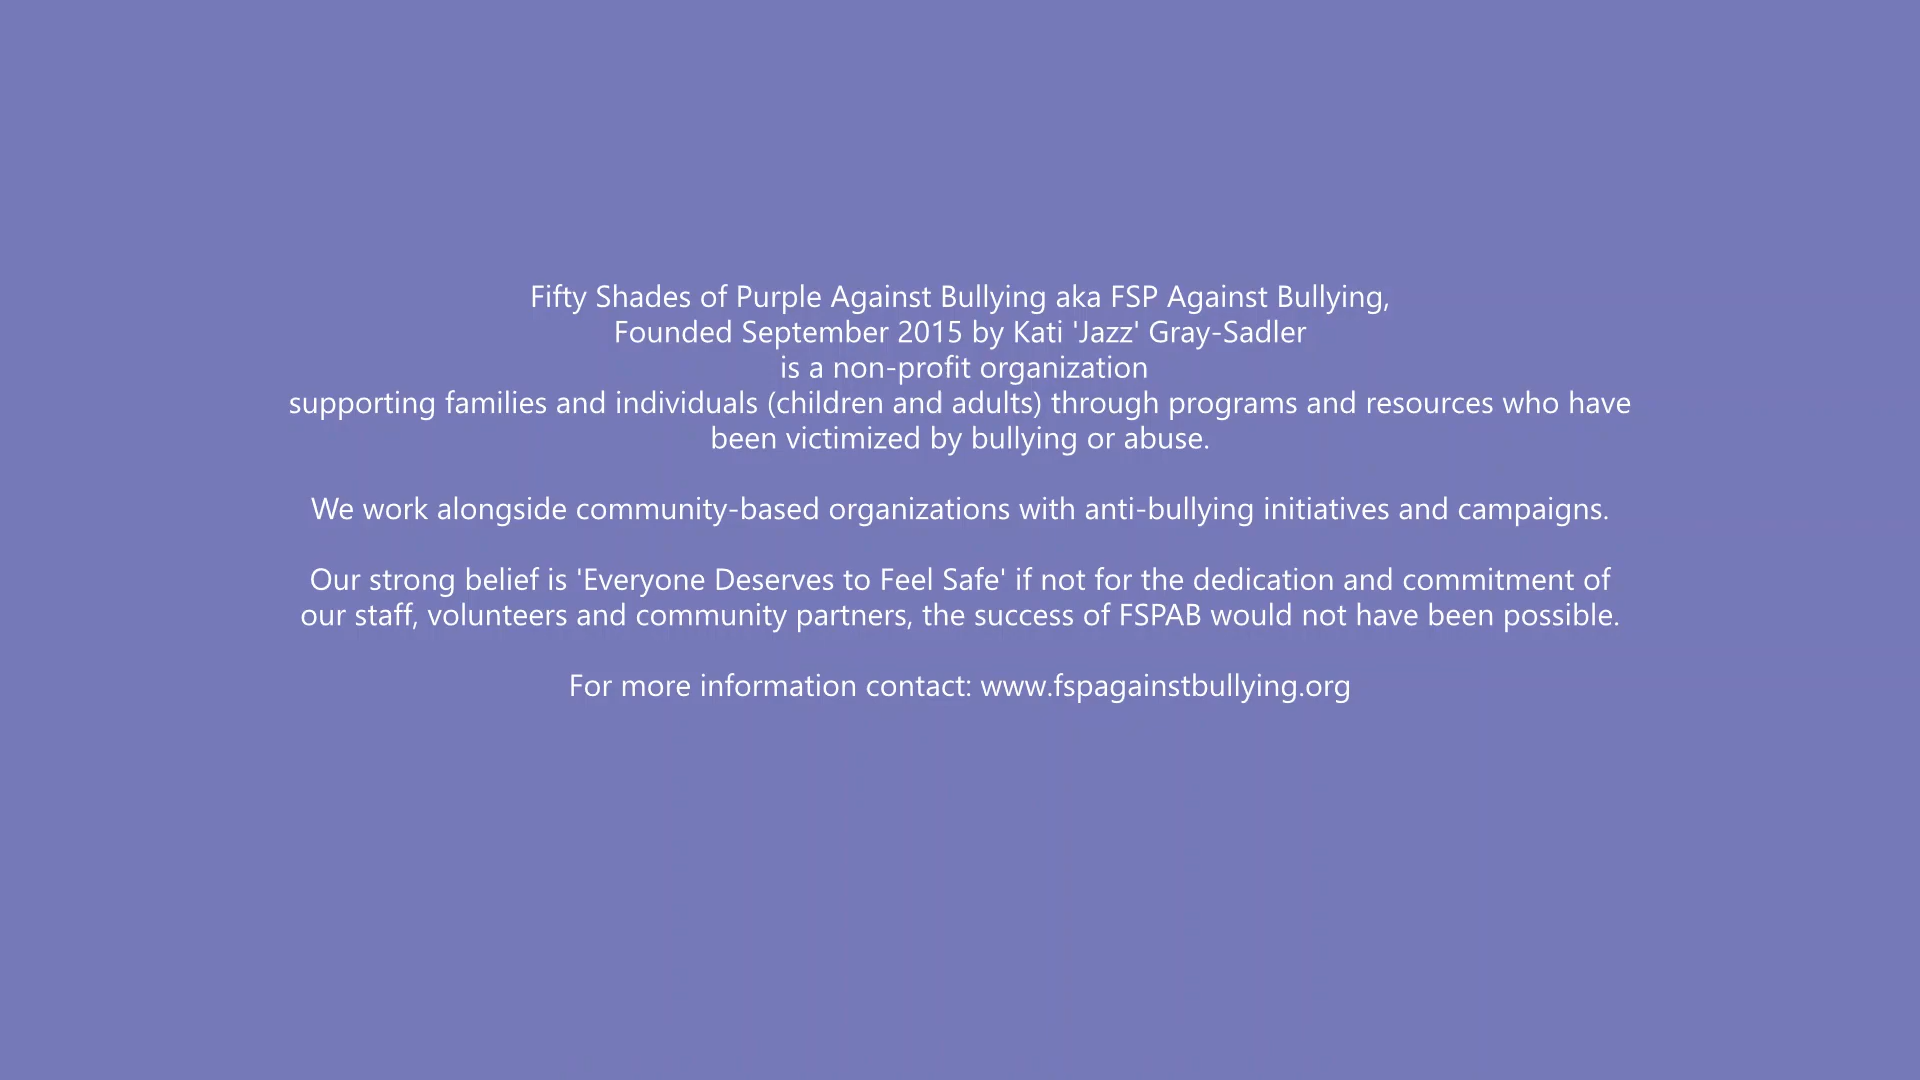 Fifty Shades of Purple Against Bullying aka FSP Against Bullying,
Founded September 2015 by Kati 'Jazz' Gray-Sadler
is a non-profit organization
supporting families and individuals (children and adults) through programs and resources who have
been victimized by bullying or abuse.
We work alongside community-based organizations with anti-bullying initiatives and campaigns.
Our strong belief is 'Everyone Deserves to Feel Safe' if not for the dedication and commitment of
our staff, volunteers and community partners, the success of FSPAB would not have been possible.
For more information contact: www.fspagainstbullying.org